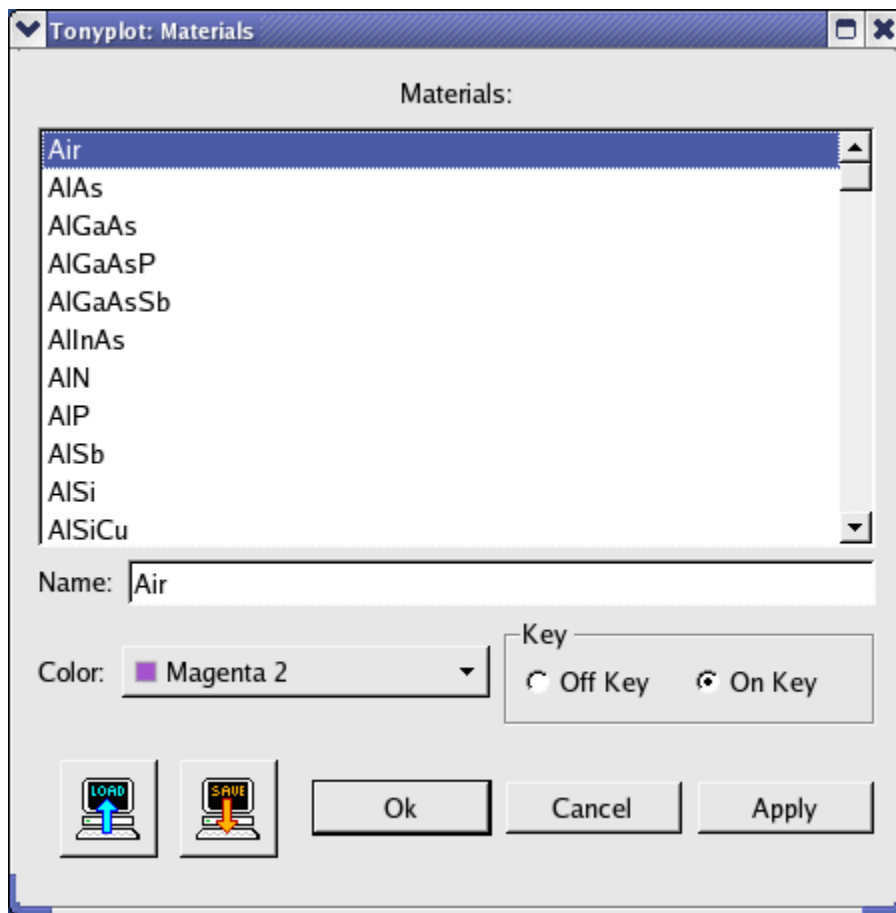 Tonyplot: Materials
Materials:
Air
AlAs
AlGaAs
AlGaAsP
AlGaAsSb
AlInAs
AlN
AlP
AlSb
AlSi
AlSiCu
Name: Air
Key
Color: Magenta 2 Off Key On Key
LOAD SAVE Ok Cancel Apply